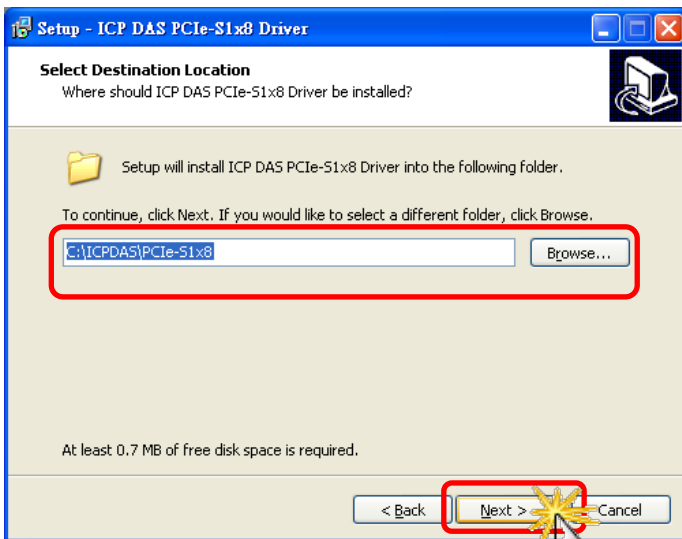 Setup - ICP DAS PCIe-S1x8 Driver
Select Destination Location
Where should ICP DAS PCIe-S1x8 Driver be installed?
Setup will install ICP DAS PCIe-S1x8 Driver into the following folder.
To continue, click Next. If you would like to select a different folder, click Browse.
C:\ICPDAS\PCIe-S1x8
Browse...
At least 0.7 MB of free disk space is required.
< Back
Next >
Cancel